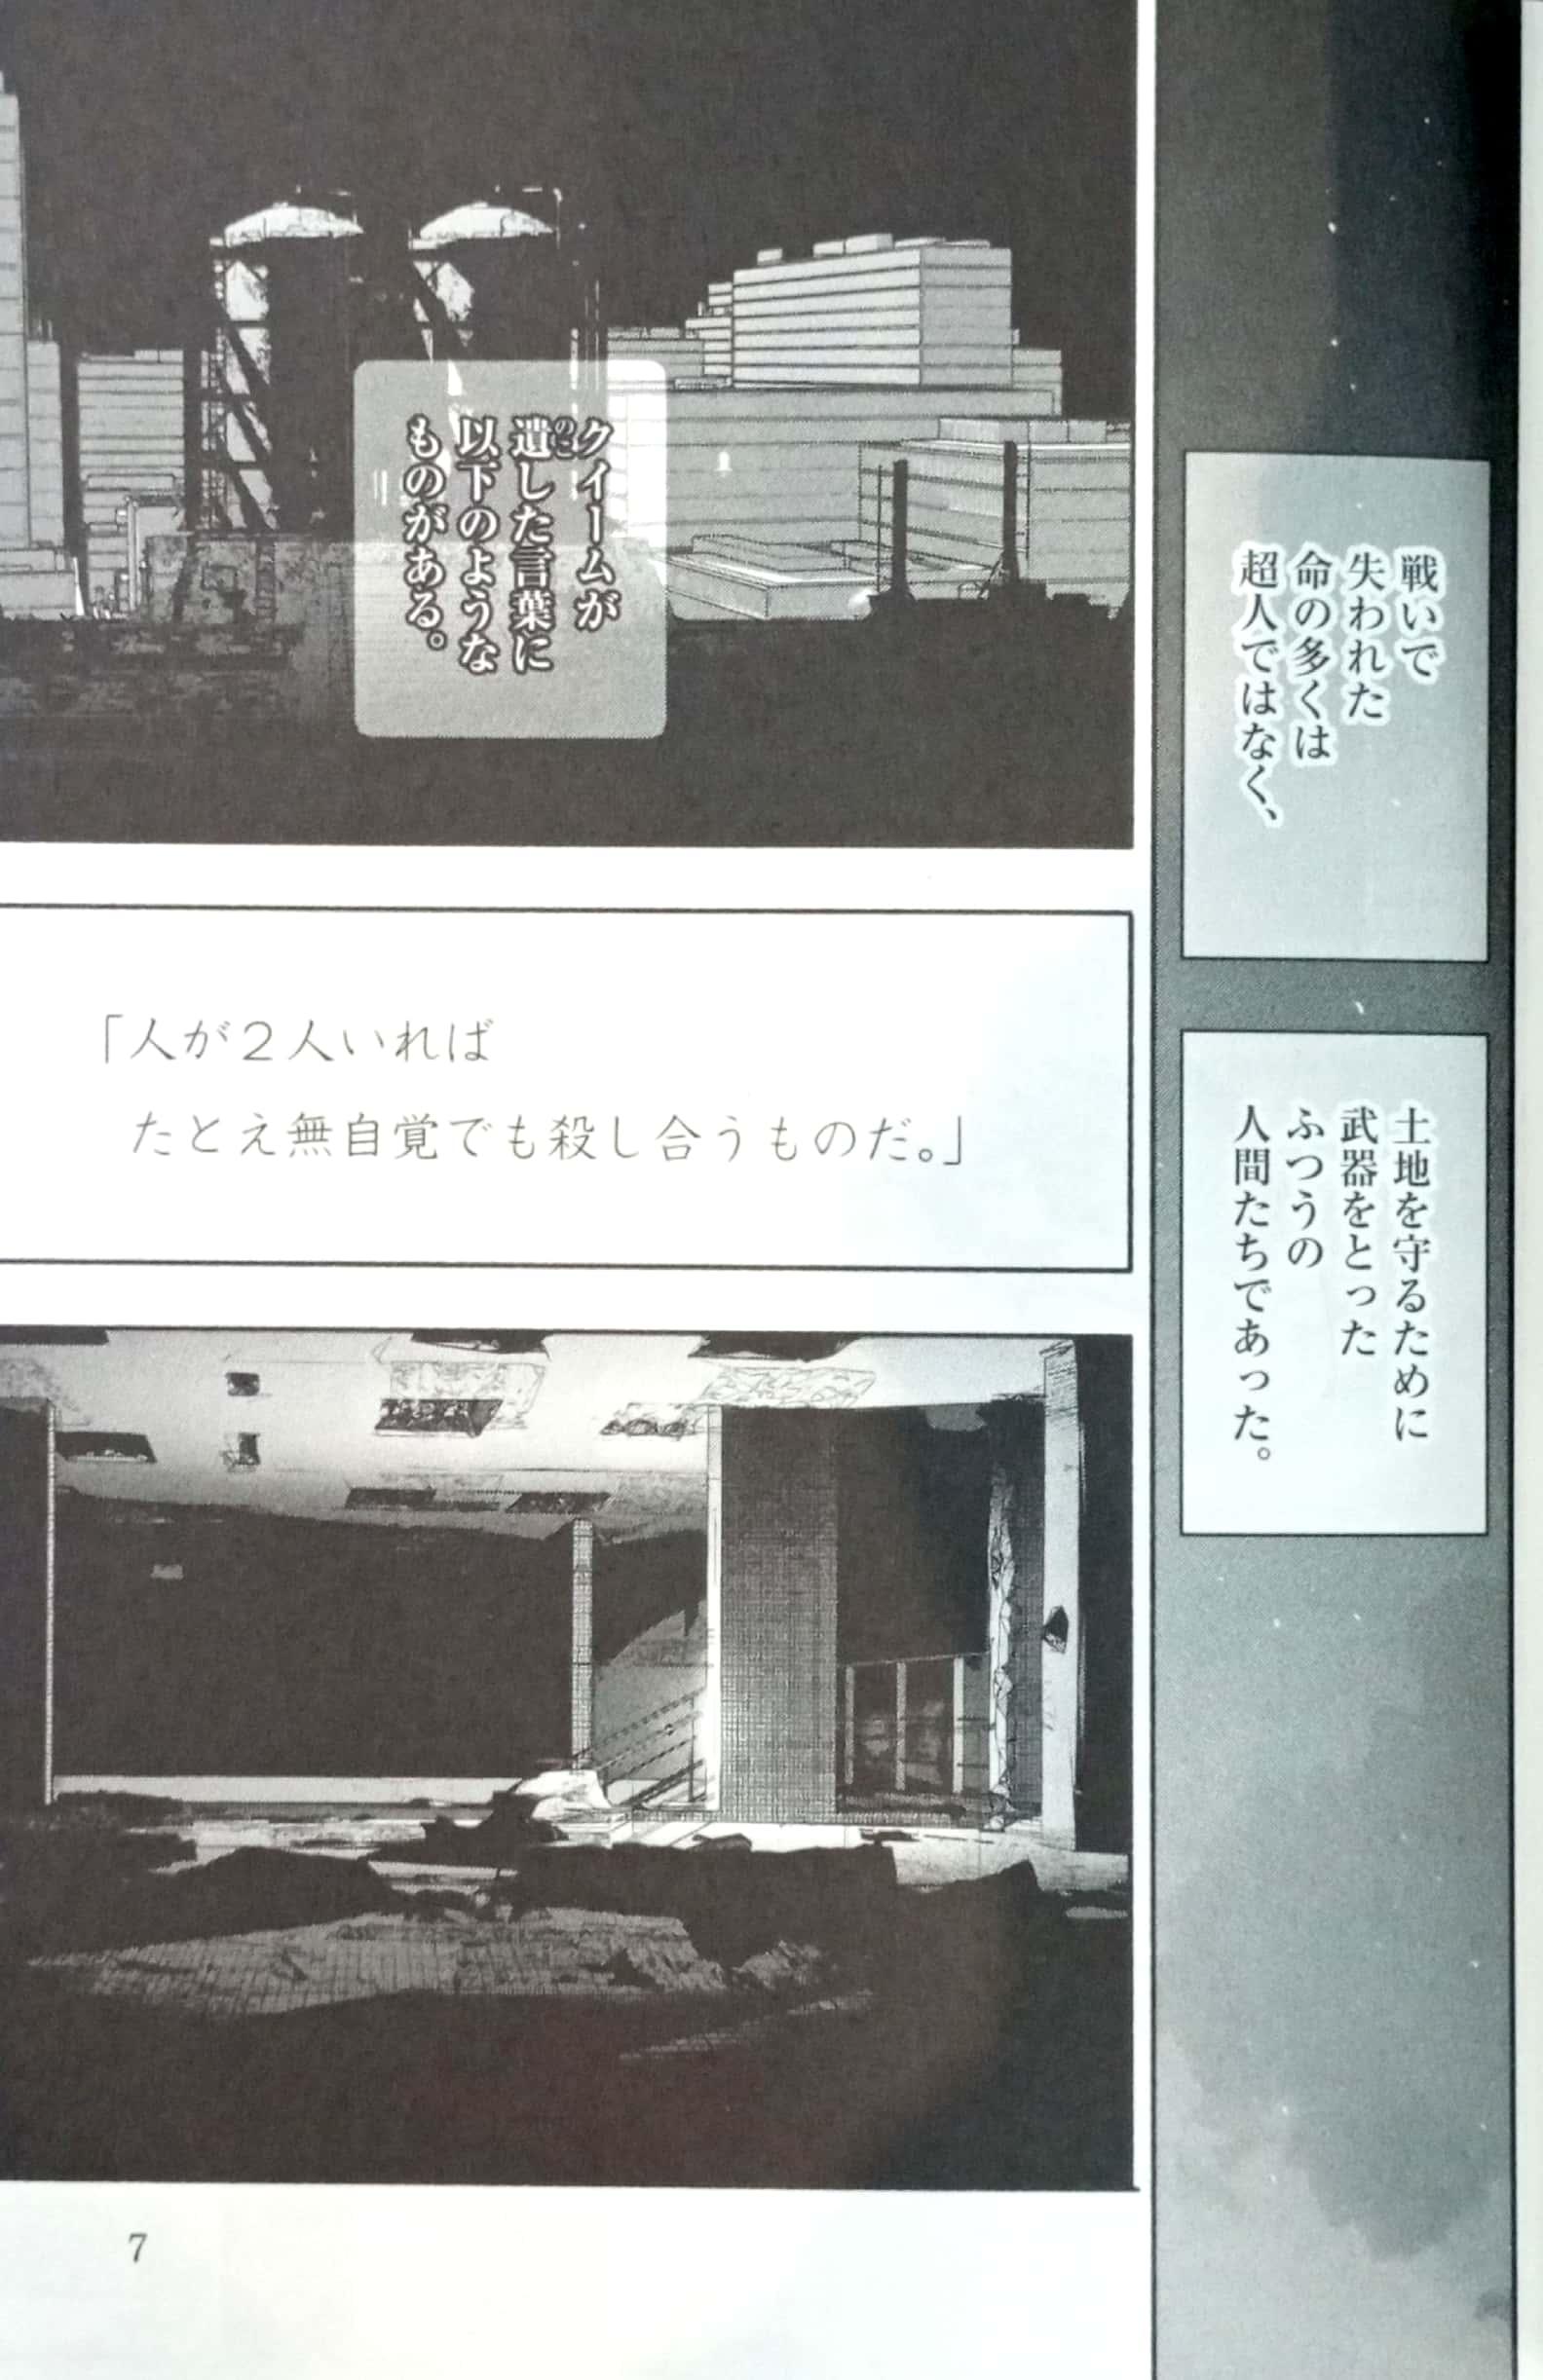 戦いで
失われた
命の多くは
超人ではなく、
土地を守るために
武器をとった
ふつうの
人間たちであった。
クイームが
遺した言葉に
のこ
以下のような
ものがある。
「人が2人いれば
たとえ無自覚でも殺し合うものだ。」
7